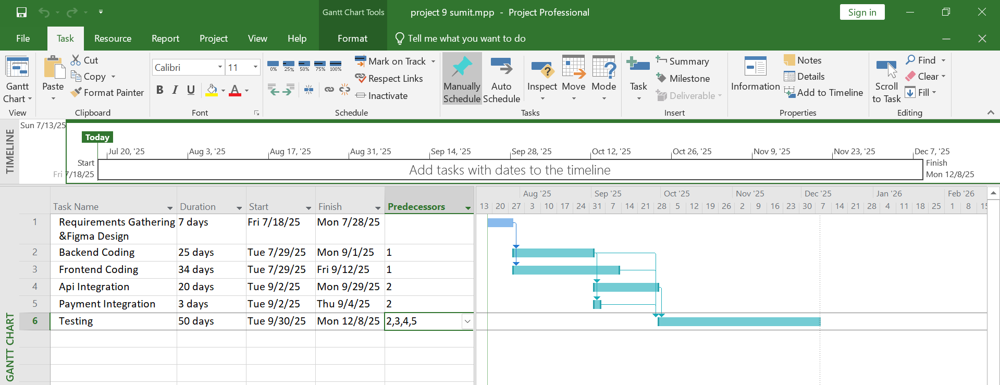 Gantt Chart Tools
project 9 sumit.mpp - Project Professional
Sign in
File Task Resource Report Project View Help Format Tell me what you want to do
Gantt Chart
View
Paste
Cut
Copy
Format Painter
Clipboard
Calibri 11
B I U A
Font
0% 25% 50% 75% 100%
Mark on Track
Respect Links
Inactivate
Schedule
Manually Schedule
Auto Schedule
Inspect
Move
Mode
Tasks
Task
Summary
Milestone
Deliverable
Insert
Information
Notes
Details
Add to Timeline
Properties
Scroll to Task
Find
Clear
Fill
Editing
TIMELINE
Sun 7/13/25
Today
Jul 20, '25 Aug 3, '25 Aug 17, '25 Aug 31, '25 Sep 14, '25 Sep 28, '25 Oct 12, '25 Oct 26, '25 Nov 9, '25 Nov 23, '25 Dec 7, '25
Start
Fri 7/18/25
Add tasks with dates to the timeline
Finish
Mon 12/8/25
Aug '25 Sep '25 Oct '25 Nov '25 Dec '25 Jan '26 Feb '26
Task Name Duration Start Finish Predecessors
13 20 27 3 10 17 24 31 7 14 21 28 5 12 19 26 2 9 16 23 30 7 14 21 28 4 11 18 25 1 8 15
1 Requirements Gathering 7 days Fri 7/18/25 Mon 7/28/25
&Figma Design
2 Backend Coding 25 days Tue 7/29/25 Mon 9/1/25 1
3 Frontend Coding 34 days Tue 7/29/25 Fri 9/12/25 1
4 Api Integration 20 days Tue 9/2/25 Mon 9/29/25 2
5 Payment Integration 3 days Tue 9/2/25 Thu 9/4/25 2
6 Testing 50 days Tue 9/30/25 Mon 12/8/25 2,3,4,5
GANTT CHART